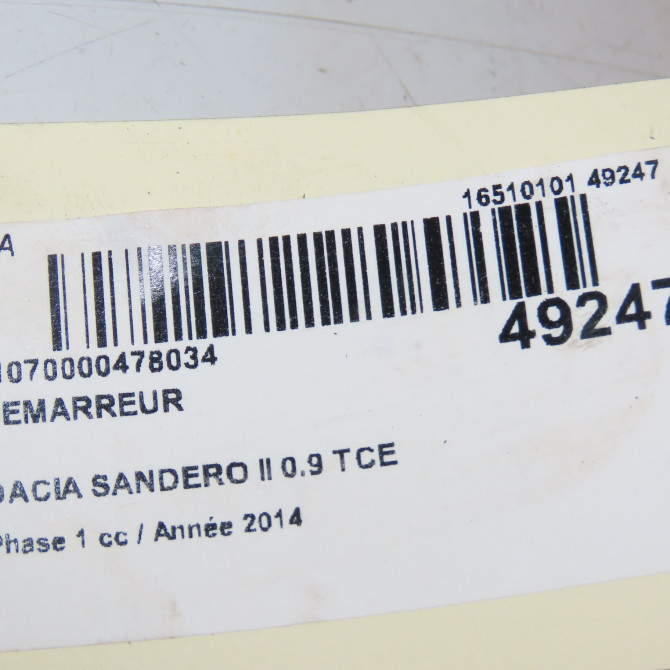 16510101 49247
A
49247
1070000478034
EMARREUR
DACIA SANDERO II 0.9 TCE
Phase 1 cc / Année 2014